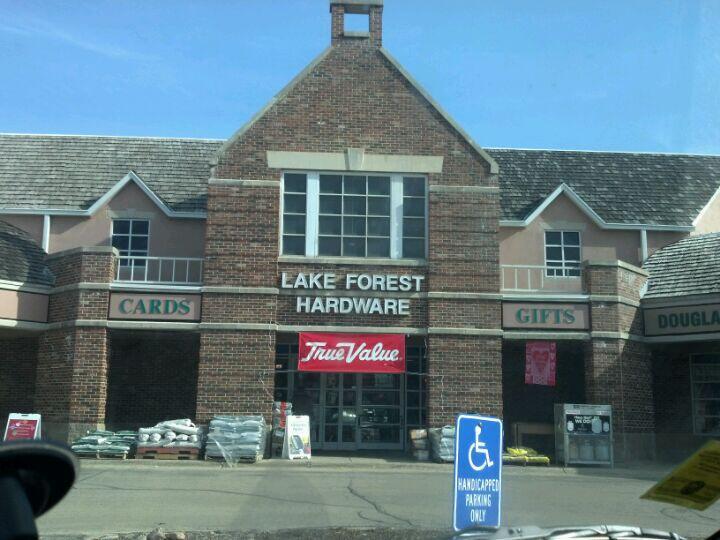 LAKE FOREST
HARDWARE
CARDS
GIFTS
DOUGLA
True Value
HANDICAPPED
PARKING
ONLY